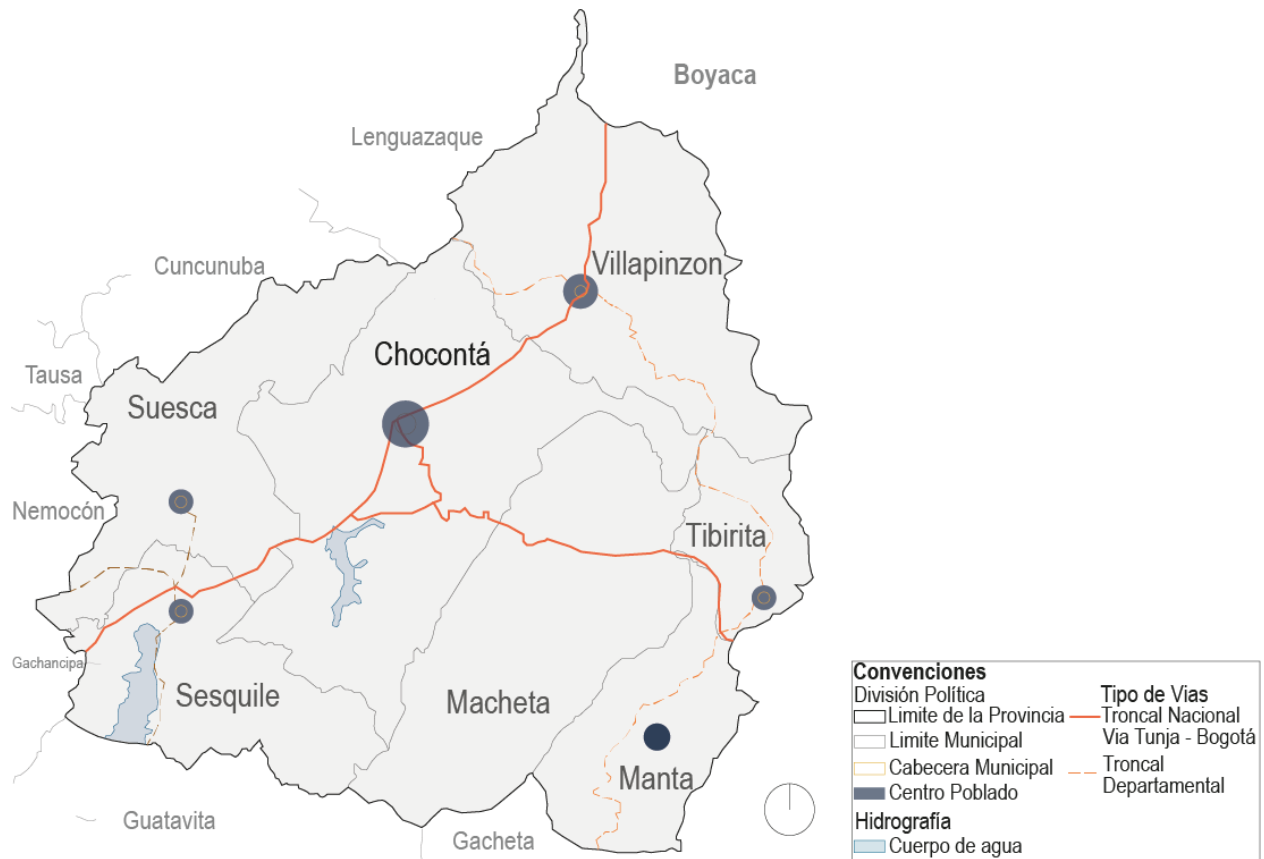 Boyaca
Lenguazaque
Villapinzon
Cuncunuba
Chocontá
Tausa
Suesca
Nemocón
Tibirita
Gachancipa
Sesquile
Macheta
Manta
Guatavita
Gacheta
Convenciones
División Política
Limite de la Provincia
Limite Municipal
Cabecera Municipal
Centro Poblado
Hidrografía
Cuerpo de agua
Tipo de Vias
Troncal Nacional
Via Tunja - Bogotá
Troncal
Departamental